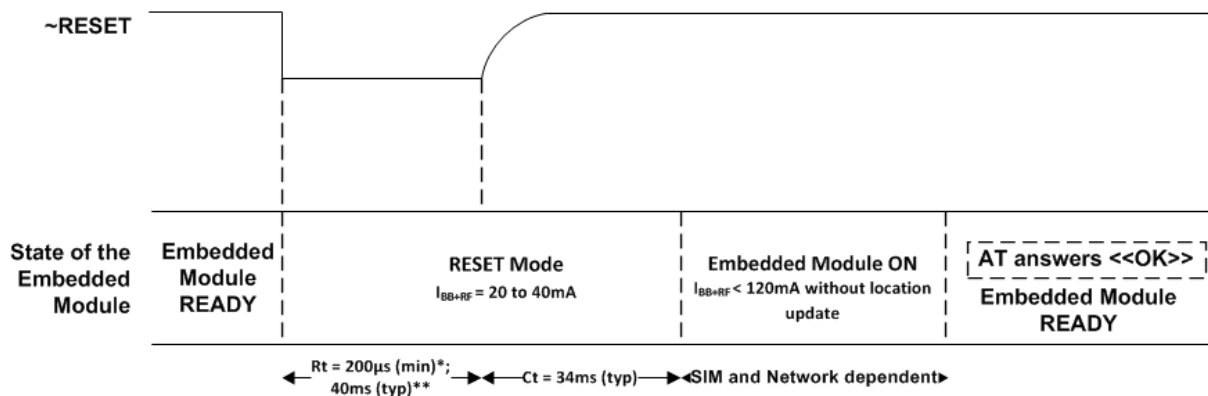 ~RESET
State of the
Embedded
Module
Embedded
Module
READY
RESET Mode
I_BB+RF = 20 to 40mA
Embedded Module ON
I_BB+RF < 120mA without location
update
AT answers <<OK>>
Embedded Module
READY
Rt = 200µs (min)*;
40ms (typ)**
Ct = 34ms (typ)
SIM and Network dependent